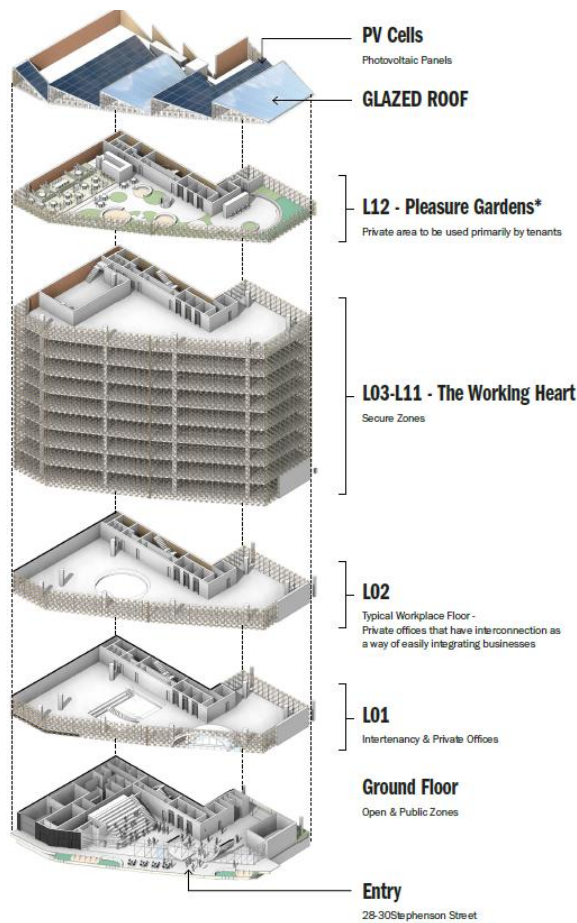 PV Cells
Photovoltaic Panels
GLAZED ROOF
L12 - Pleasure Gardens*
Private area to be used primarily by tenants
L03-L11 - The Working Heart
Secure Zones
L02
Typical Workplace Floor -
Private offices that have interconnection as
a way of easily integrating businesses
L01
Intertenancy & Private Offices
Ground Floor
Open & Public Zones
Entry
28-30Stephenson Street